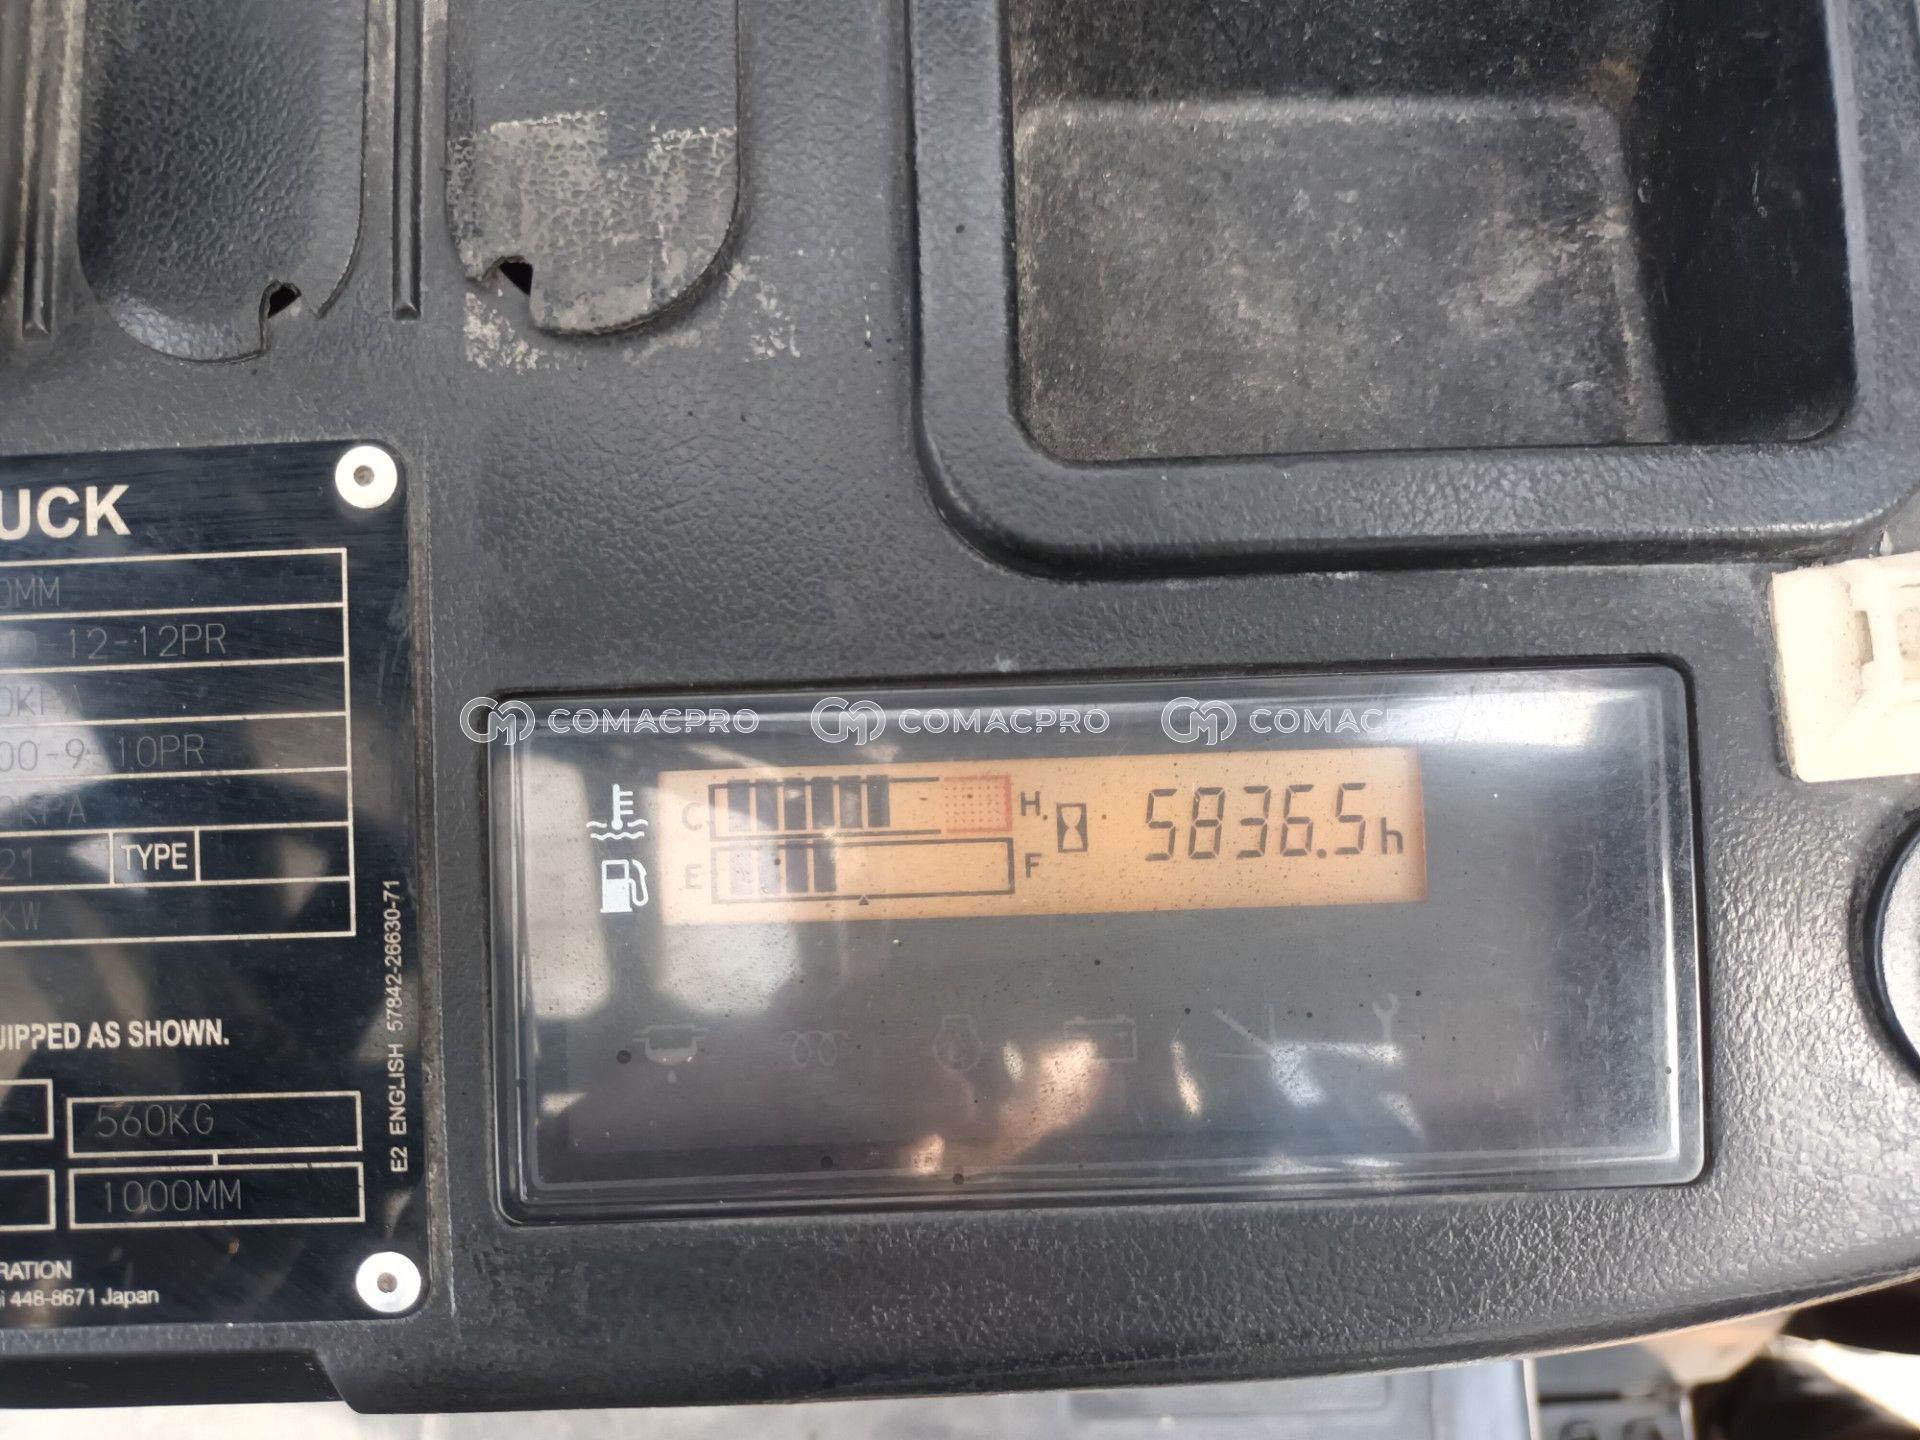 UCK
0MM
0-12-12PR
0KPA
00-9-10PR
0KPA
21 TYPE
KW
UIPPED AS SHOWN.
560KG
1000MM
RATION
i 448-8671 Japan
E2 ENGLISH 57842-26630-71
COMACPRO COMACPRO COMACPRO
C H 5836.5h
E F